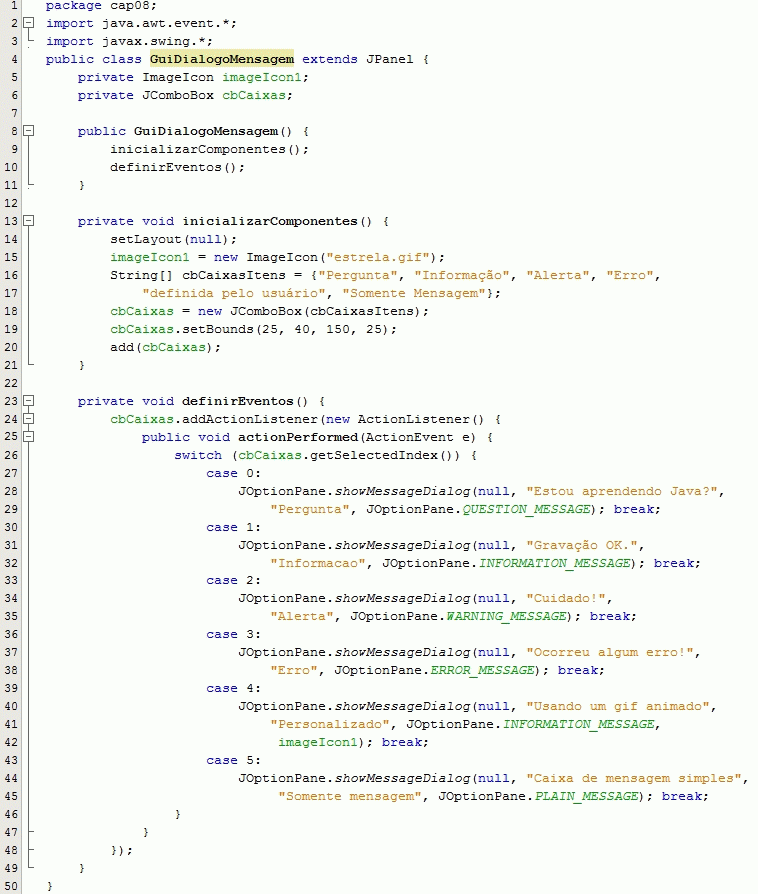 1 package cap08;
2 import java.awt.event.*;
3 import javax.swing.*;
4 public class GuiDialogoMensagem extends JPanel {
5 private ImageIcon imageIcon1;
6 private JComboBox cbCaixas;
7
8 public GuiDialogoMensagem() {
9 inicializarComponentes();
10 definirEventos();
11 }
12
13 private void inicializarComponentes() {
14 setLayout(null);
15 imageIcon1 = new ImageIcon("estrela.gif");
16 String[] cbCaixasItens = {"Pergunta", "Informação", "Alerta", "Erro",
17 "definida pelo usuário", "Somente Mensagem"};
18 cbCaixas = new JComboBox(cbCaixasItens);
19 cbCaixas.setBounds(25, 40, 150, 25);
20 add(cbCaixas);
21 }
22
23 private void definirEventos() {
24 cbCaixas.addActionListener(new ActionListener() {
25 public void actionPerformed(ActionEvent e) {
26 switch (cbCaixas.getSelectedIndex()) {
27 case 0:
28 JOptionPane.showMessageDialog(null, "Estou aprendendo Java?",
29 "Pergunta", JOptionPane.QUESTION_MESSAGE); break;
30 case 1:
31 JOptionPane.showMessageDialog(null, "Gravação OK.",
32 "Informacao", JOptionPane.INFORMATION_MESSAGE); break;
33 case 2:
34 JOptionPane.showMessageDialog(null, "Cuidado!",
35 "Alerta", JOptionPane.WARNING_MESSAGE); break;
36 case 3:
37 JOptionPane.showMessageDialog(null, "Ocorreu algum erro!",
38 "Erro", JOptionPane.ERROR_MESSAGE); break;
39 case 4:
40 JOptionPane.showMessageDialog(null, "Usando um gif animado",
41 "Personalizado", JOptionPane.INFORMATION_MESSAGE,
42 imageIcon1); break;
43 case 5:
44 JOptionPane.showMessageDialog(null, "Caixa de mensagem simples",
45 "Somente mensagem", JOptionPane.PLAIN_MESSAGE); break;
46 }
47 }
48 });
49 }
50 }